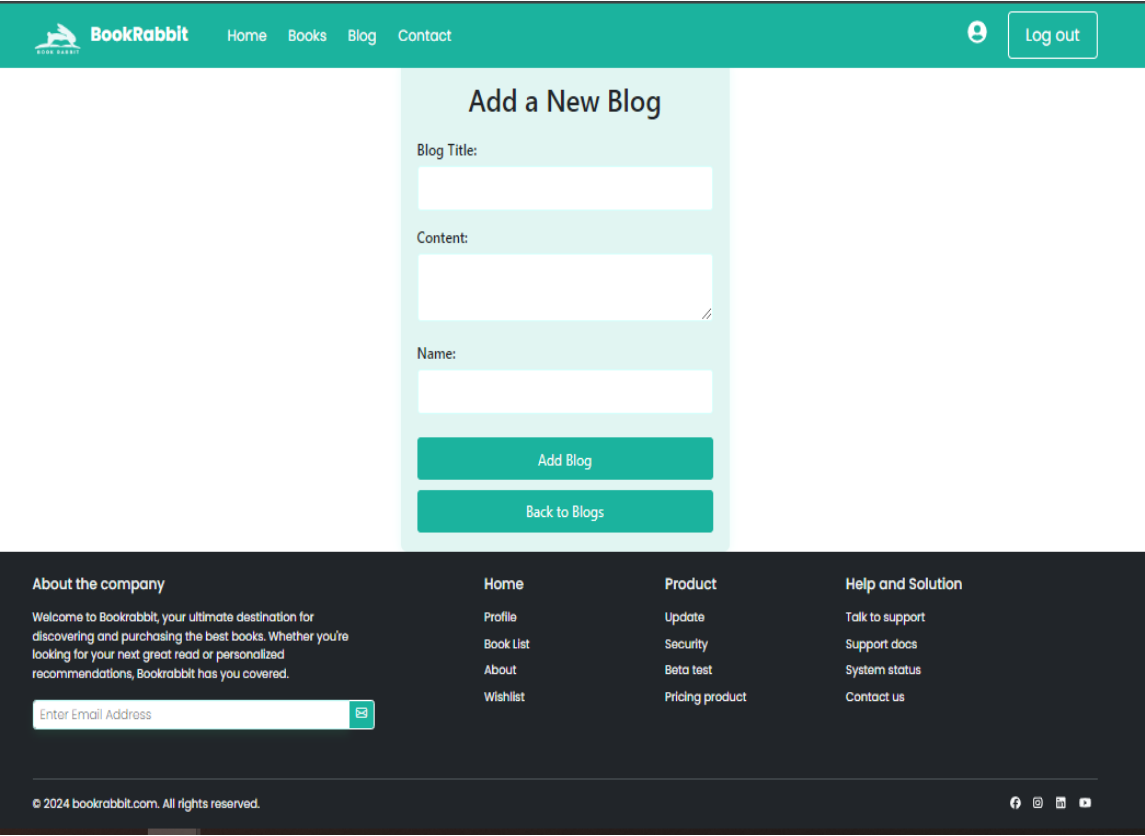 BOOK RABBIT
BookRabbit Home Books Blog Contact Log out
Add a New Blog
Blog Title:
Content:
Name:
Add Blog
Back to Blogs
About the company
Welcome to Bookrabbit, your ultimate destination for
discovering and purchasing the best books. Whether you're
looking for your next great read or personalized
recommendations, Bookrabbit has you covered.
Enter Email Address
Home
Profile
Book List
About
Wishlist
Product
Update
Security
Beta test
Pricing product
Help and Solution
Talk to support
Support docs
System status
Contact us
© 2024 bookrabbit.com. All rights reserved.